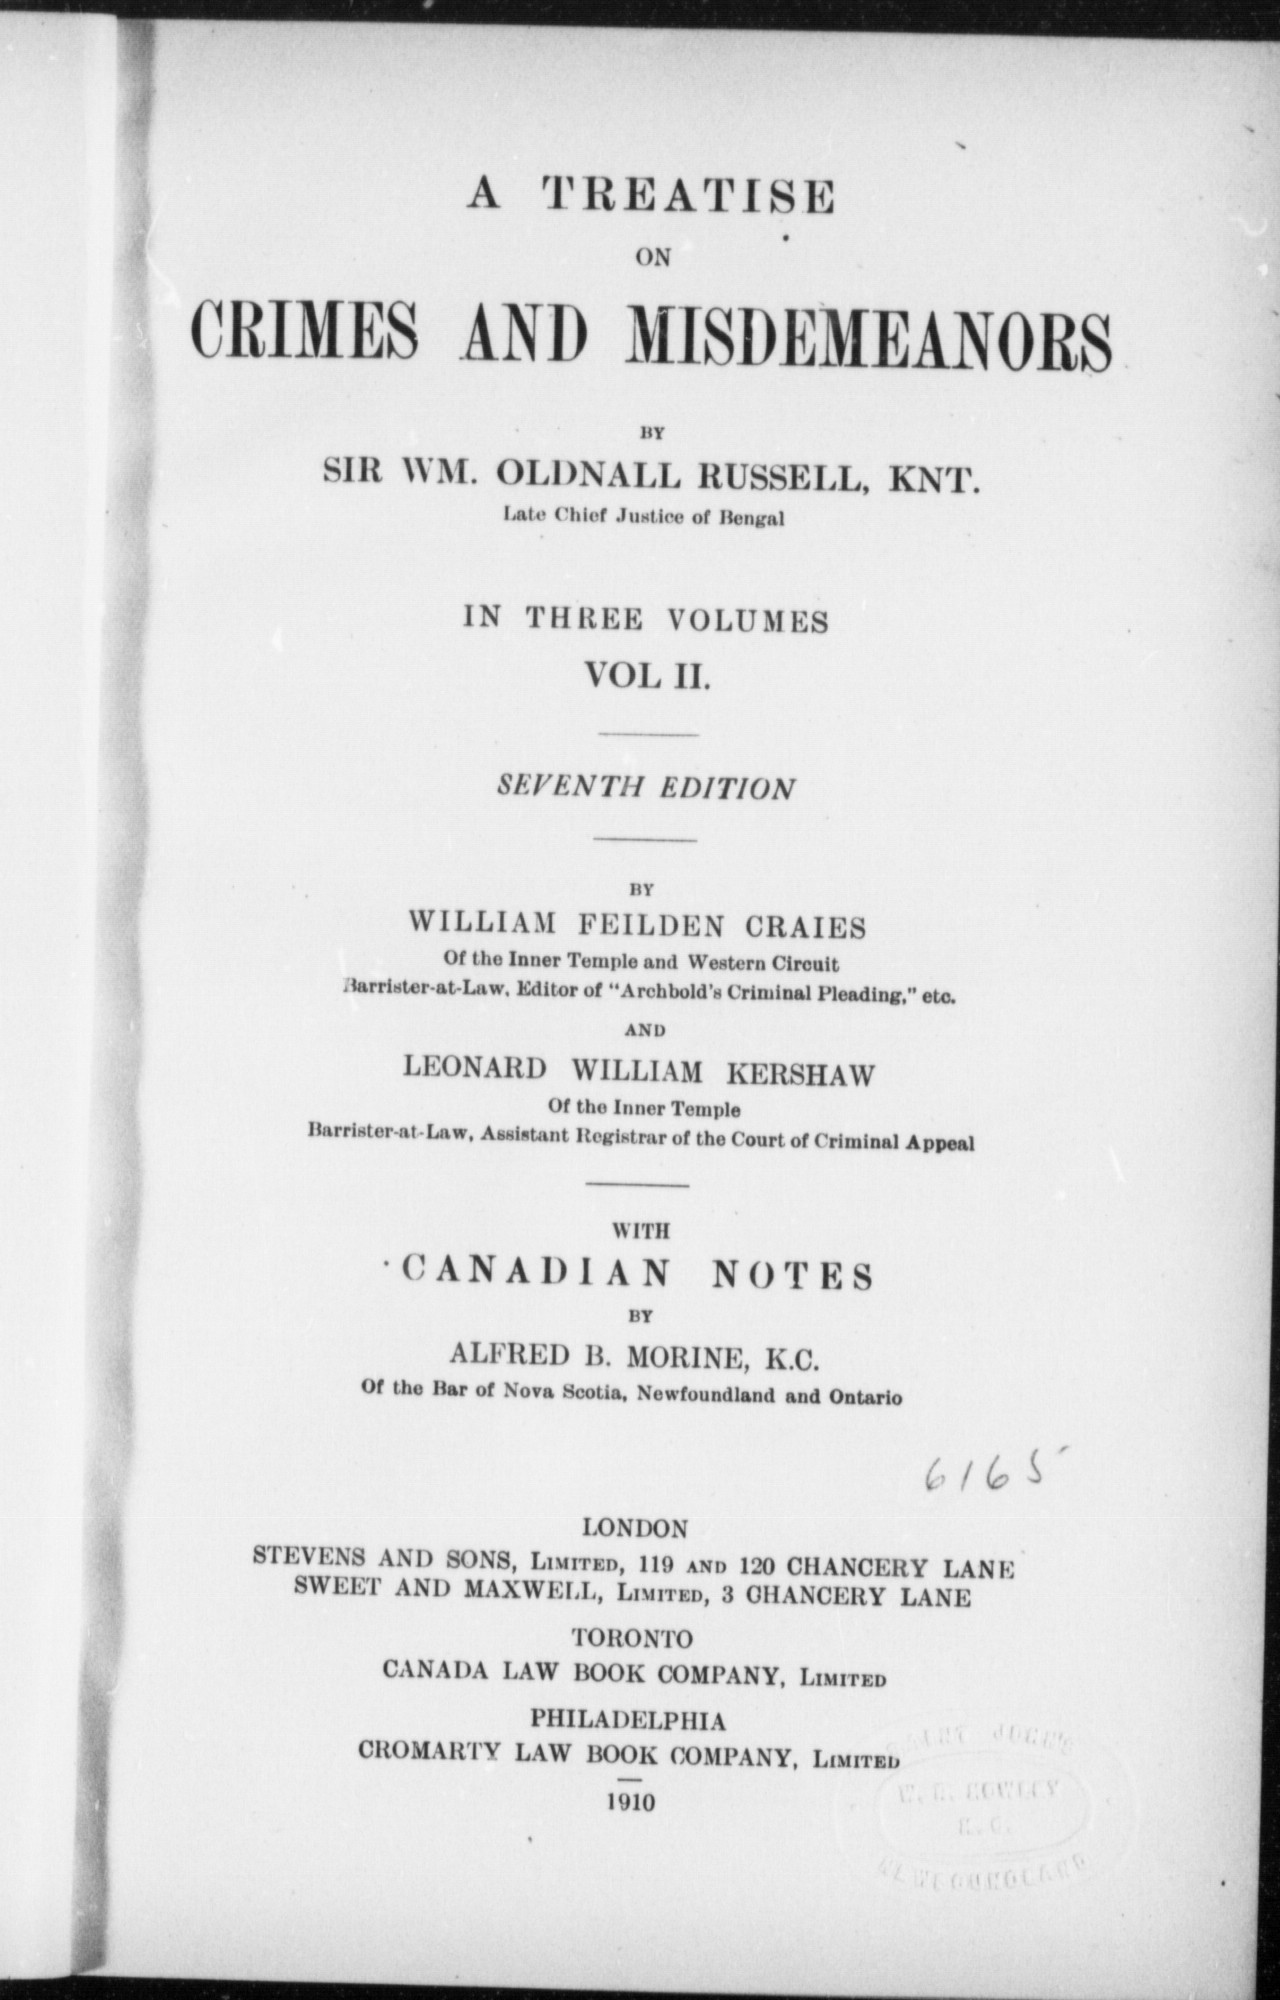 A TREATISE
ON
CRIMES AND MISDEMEANORS
BY
SIR WM. OLDNALL RUSSELL, KNT.
Late Chief Justice of Bengal
IN THREE VOLUMES
VOL II.
SEVENTH EDITION
BY
WILLIAM FEILDEN CRAIES
Of the Inner Temple and Western Circuit
Barrister-at-Law, Editor of "Archbold's Criminal Pleading," etc.
AND
LEONARD WILLIAM KERSHAW
Of the Inner Temple
Barrister-at-Law, Assistant Registrar of the Court of Criminal Appeal
WITH
CANADIAN NOTES
BY
ALFRED B. MORINE, K.C.
Of the Bar of Nova Scotia, Newfoundland and Ontario
6165
LONDON
STEVENS AND SONS, LIMITED, 119 AND 120 CHANCERY LANE
SWEET AND MAXWELL, LIMITED, 3 CHANCERY LANE
TORONTO
CANADA LAW BOOK COMPANY, LIMITED
PHILADELPHIA
CROMARTY LAW BOOK COMPANY, LIMITED
1910
NEWFOUNDLAND